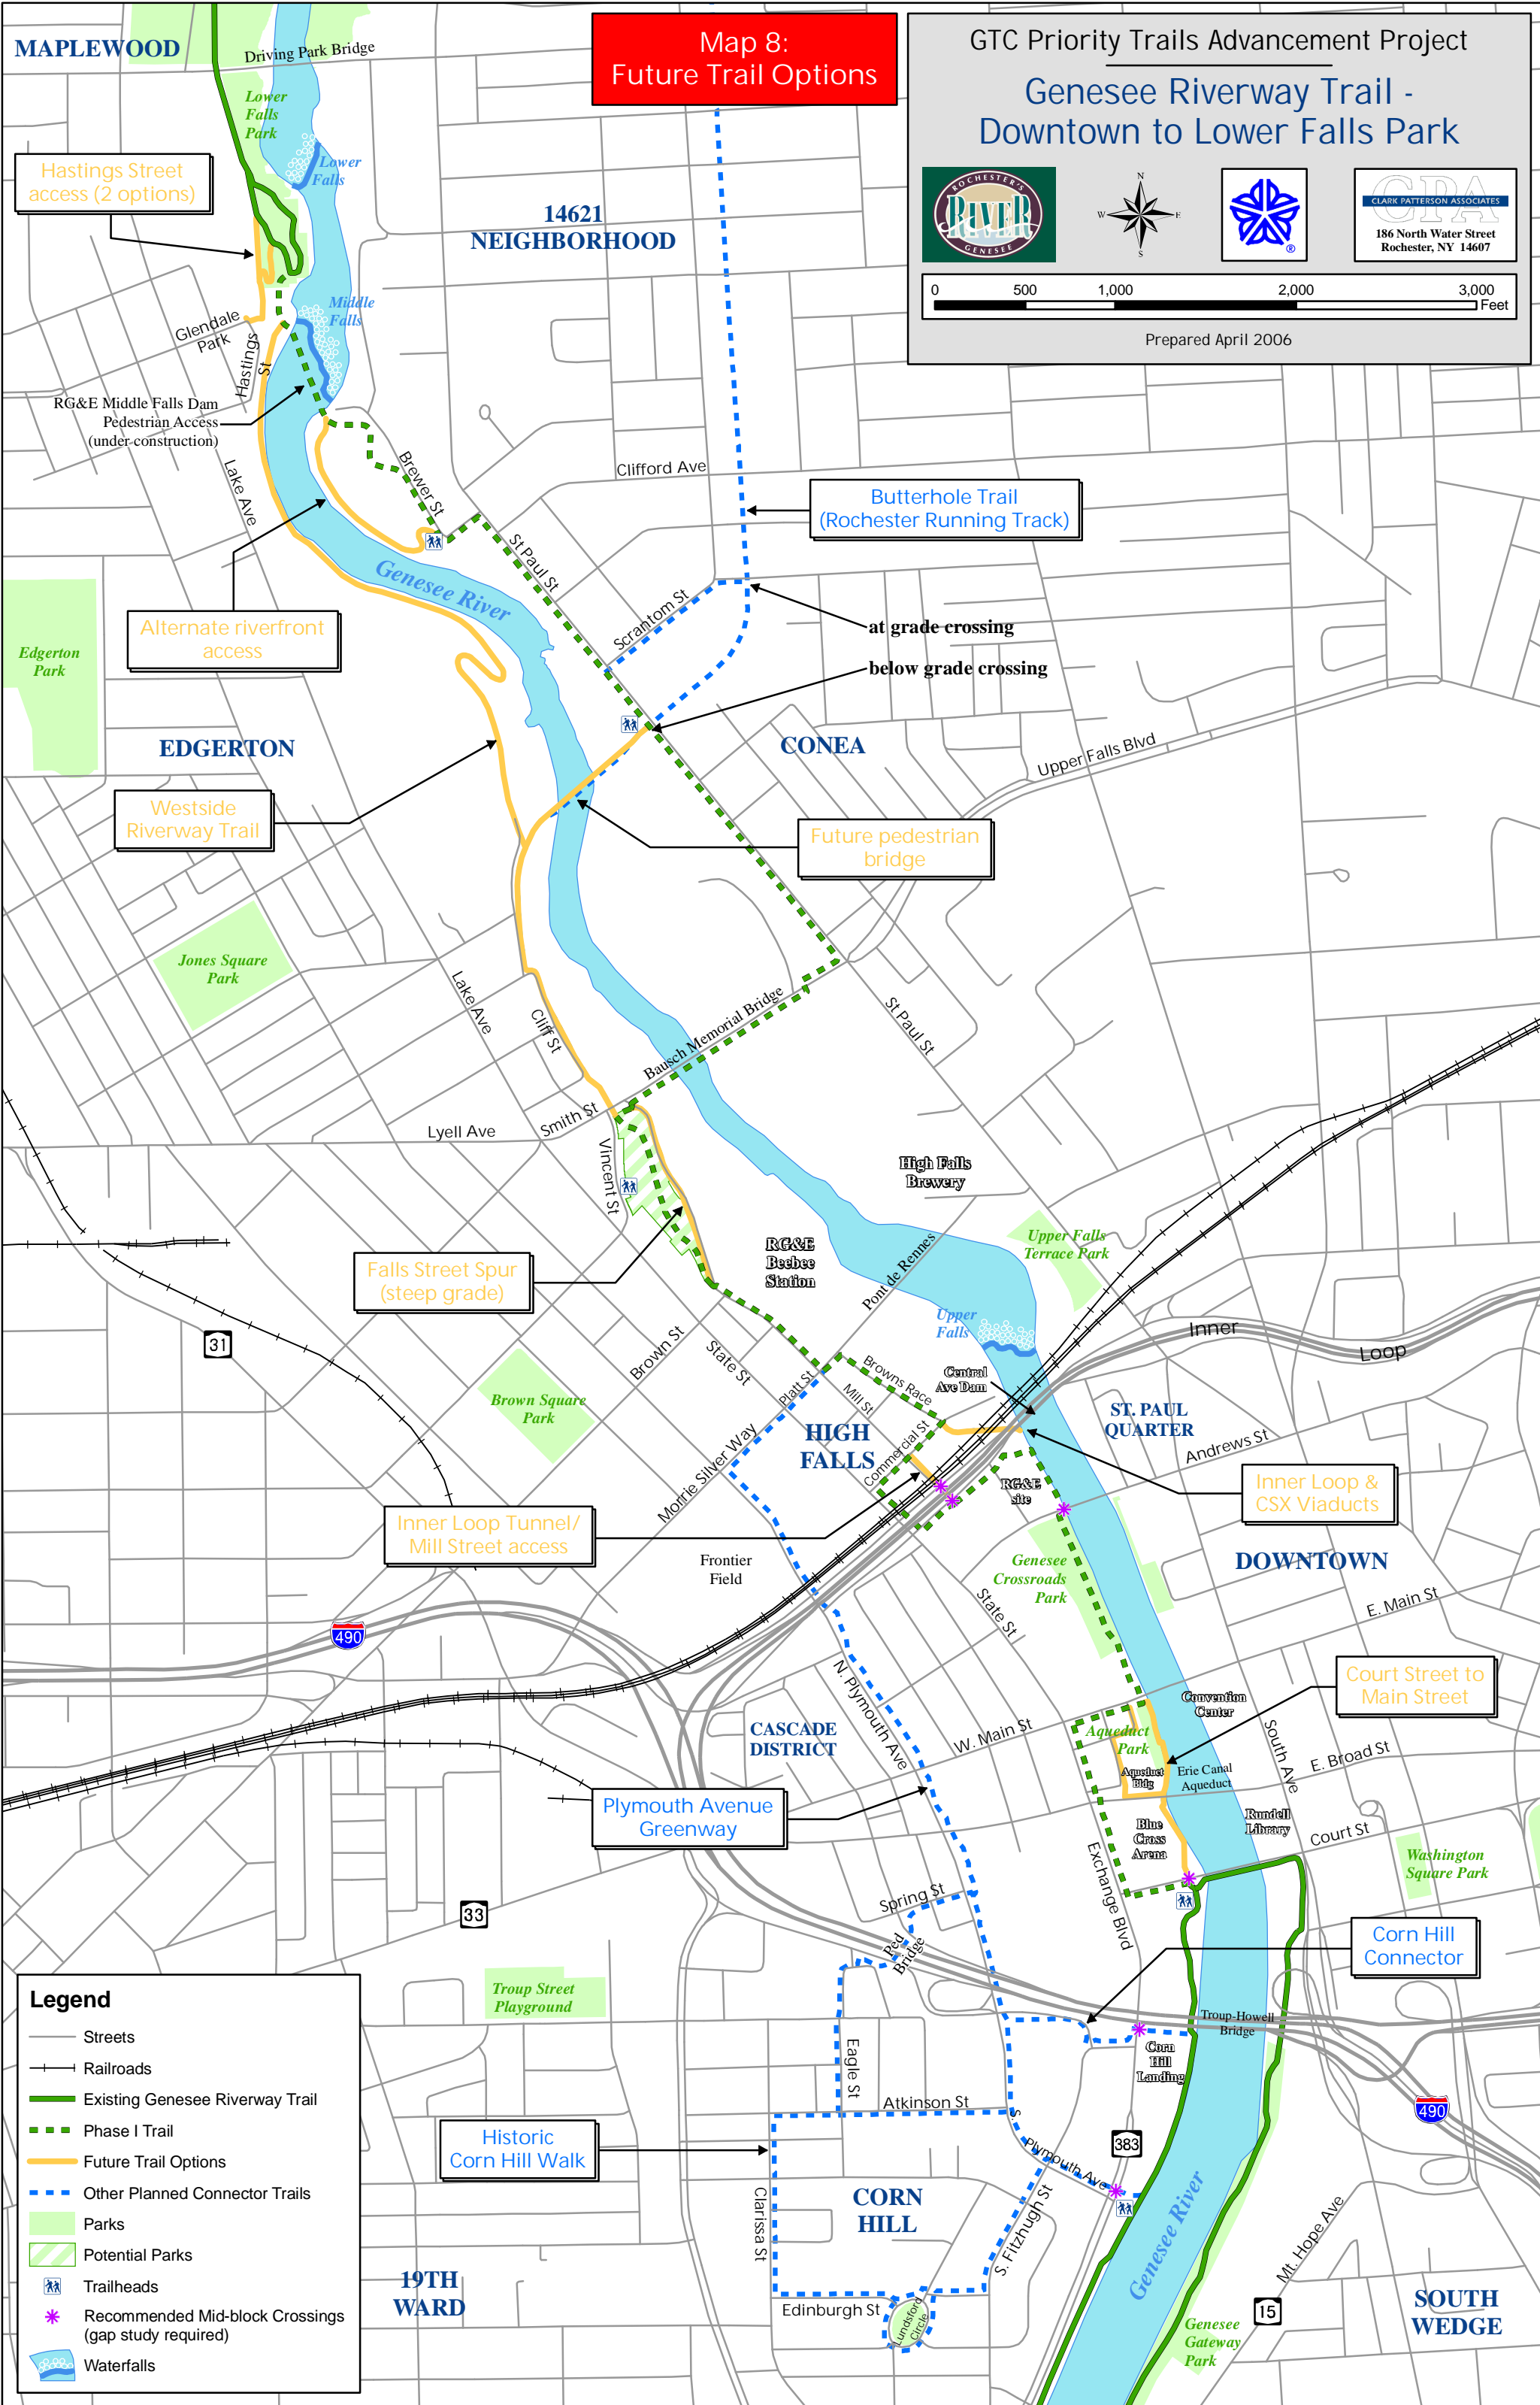 MAPLEWOOD
Driving Park Bridge
Map 8:
Future Trail Options
GTC Priority Trails Advancement Project
Genesee Riverway Trail -
Downtown to Lower Falls Park
ROCHESTER'S
RIVER
GENESEE
N
W
E
S
®
CPA
CLARK PATTERSON ASSOCIATES
186 North Water Street
Rochester, NY 14607
0 500 1,000 2,000 3,000
Feet
Prepared April 2006
Lower
Falls
Park
Lower
Falls
Hastings Street
access (2 options)
14621
NEIGHBORHOOD
Middle
Falls
Glendale
Park
Hastings
St
RG&E Middle Falls Dam
Pedestrian Access
(under construction)
Lake Ave
Brewer St
Clifford Ave
Butterhole Trail
(Rochester Running Track)
St Paul St
Genesee River
Scrantom St
at grade crossing
below grade crossing
Alternate riverfront
access
Edgerton
Park
EDGERTON
CONEA
Upper Falls Blvd
Westside
Riverway Trail
Future pedestrian
bridge
Jones Square
Park
Lake Ave
Cliff St
Bausch Memorial Bridge
St Paul St
Lyell Ave
Smith St
Vincent St
High Falls
Brewery
RG&E
Beebee
Station
Upper Falls
Terrace Park
Falls Street Spur
(steep grade)
Pont de Rennes
Upper
Falls
Inner
Loop
31
Brown St
State St
Browns Race
Central
Ave Dam
Brown Square
Park
Platt St
Mill St
HIGH
FALLS
ST. PAUL
QUARTER
Andrews St
Commercial St
Morrie Silver Way
RG&E
site
Inner Loop &
CSX Viaducts
Inner Loop Tunnel/
Mill Street access
Frontier
Field
Genesee
Crossroads
Park
DOWNTOWN
State St
E. Main St
490
N. Plymouth Ave
Court Street to
Main Street
Convention
Center
CASCADE
DISTRICT
W. Main St
Aqueduct
Park
South Ave
E. Broad St
Aqueduct
Bldg
Erie Canal
Aqueduct
Plymouth Avenue
Greenway
Blue
Cross
Arena
Rundell
Library
Court St
Exchange Blvd
Washington
Square Park
33
Spring St
Ped
Bridge
Corn Hill
Connector
Troup Street
Playground
Troup-Howell
Bridge
Corn
Hill
Landing
Eagle St
Atkinson St
490
Historic
Corn Hill Walk
S. Plymouth Ave
383
Clarissa St
CORN
HILL
S. Fitzhugh St
Genesee River
Mt. Hope Ave
19TH
WARD
Edinburgh St
Lundsford
Circle
15
SOUTH
WEDGE
Genesee
Gateway
Park
Legend
Streets
Railroads
Existing Genesee Riverway Trail
Phase I Trail
Future Trail Options
Other Planned Connector Trails
Parks
Potential Parks
Trailheads
Recommended Mid-block Crossings
(gap study required)
Waterfalls